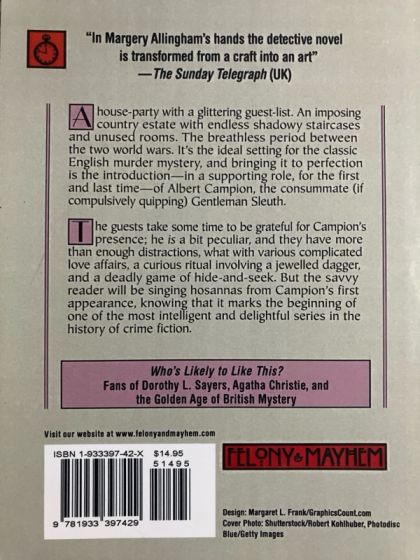 “In Margery Allingham’s hands the detective novel
is transformed from a craft into an art”
—The Sunday Telegraph (UK)
A house-party with a glittering guest-list. An imposing
country estate with endless shadowy staircases
and unused rooms. The breathless period between
the two world wars. It’s the ideal setting for the classic
English murder mystery, and bringing it to perfection
is the introduction—in a supporting role, for the first
and last time—of Albert Campion, the consummate (if
compulsively quipping) Gentleman Sleuth.
The guests take some time to be grateful for Campion’s
presence; he is a bit peculiar, and they have more
than enough distractions, what with various complicated
love affairs, a curious ritual involving a jewelled dagger,
and a deadly game of hide-and-seek. But the savvy
reader will be singing hosannas from Campion’s first
appearance, knowing that it marks the beginning of
one of the most intelligent and delightful series in the
history of crime fiction.
Who’s Likely to Like This?
Fans of Dorothy L. Sayers, Agatha Christie, and
the Golden Age of British Mystery
Visit our website at www.felonyandmayhem.com
ISBN 1-933397-42-X $14.95
51495
9 781933 397429
FELONY & MAYHEM
Design: Margaret L. Frank/GraphicsCount.com
Cover Photo: Shutterstock/Robert Kohlhuber, Photodisc
Blue/Getty Images